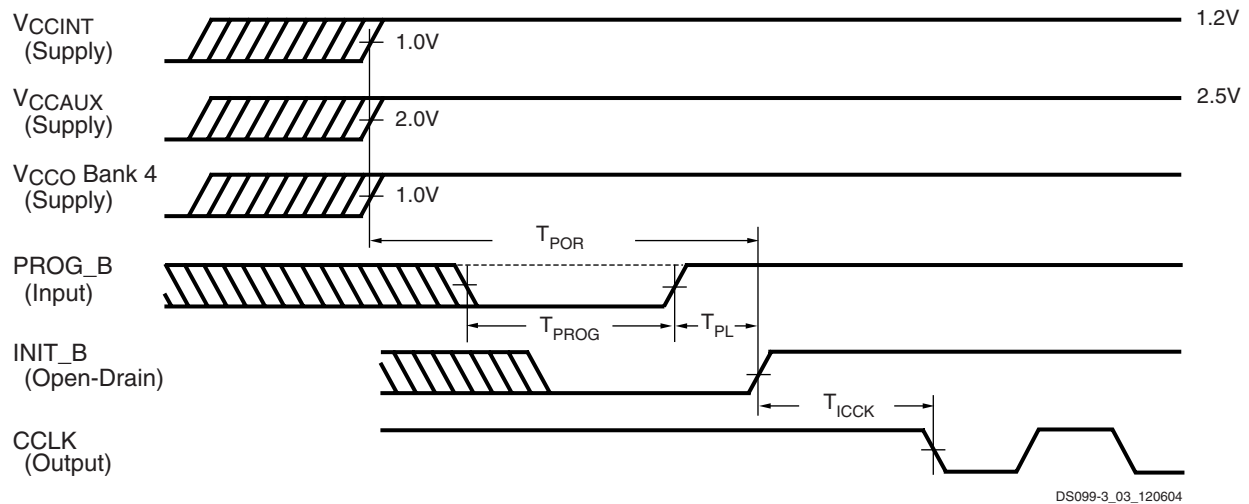 VCCINT
(Supply)
1.0V
1.2V
VCCAUX
(Supply)
2.0V
2.5V
VCCO Bank 4
(Supply)
1.0V
TPOR
PROG_B
(Input)
TPROG
TPL
INIT_B
(Open-Drain)
TICCK
CCLK
(Output)
DS099-3_03_120604